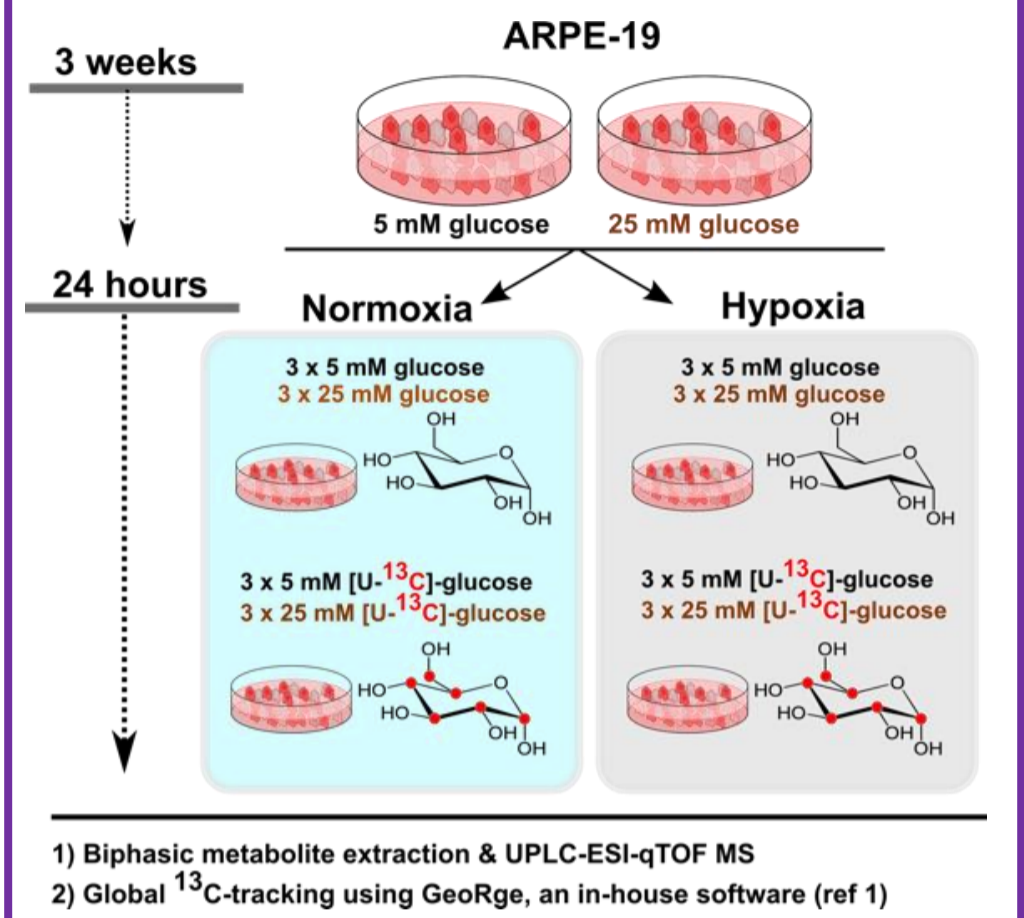 ARPE-19
3 weeks
5 mM glucose
25 mM glucose
24 hours
Normoxia
Hypoxia
3 x 5 mM glucose
3 x 25 mM glucose
OH
HO
O
HO
OH
OH
3 x 5 mM [U-13C]-glucose
3 x 25 mM [U-13C]-glucose
OH
HO
O
HO
OH
OH
3 x 5 mM glucose
3 x 25 mM glucose
OH
HO
O
HO
OH
OH
3 x 5 mM [U-13C]-glucose
3 x 25 mM [U-13C]-glucose
OH
HO
O
HO
OH
OH
1) Biphasic metabolite extraction & UPLC-ESI-qTOF MS
2) Global 13C-tracking using GeoRge, an in-house software (ref 1)